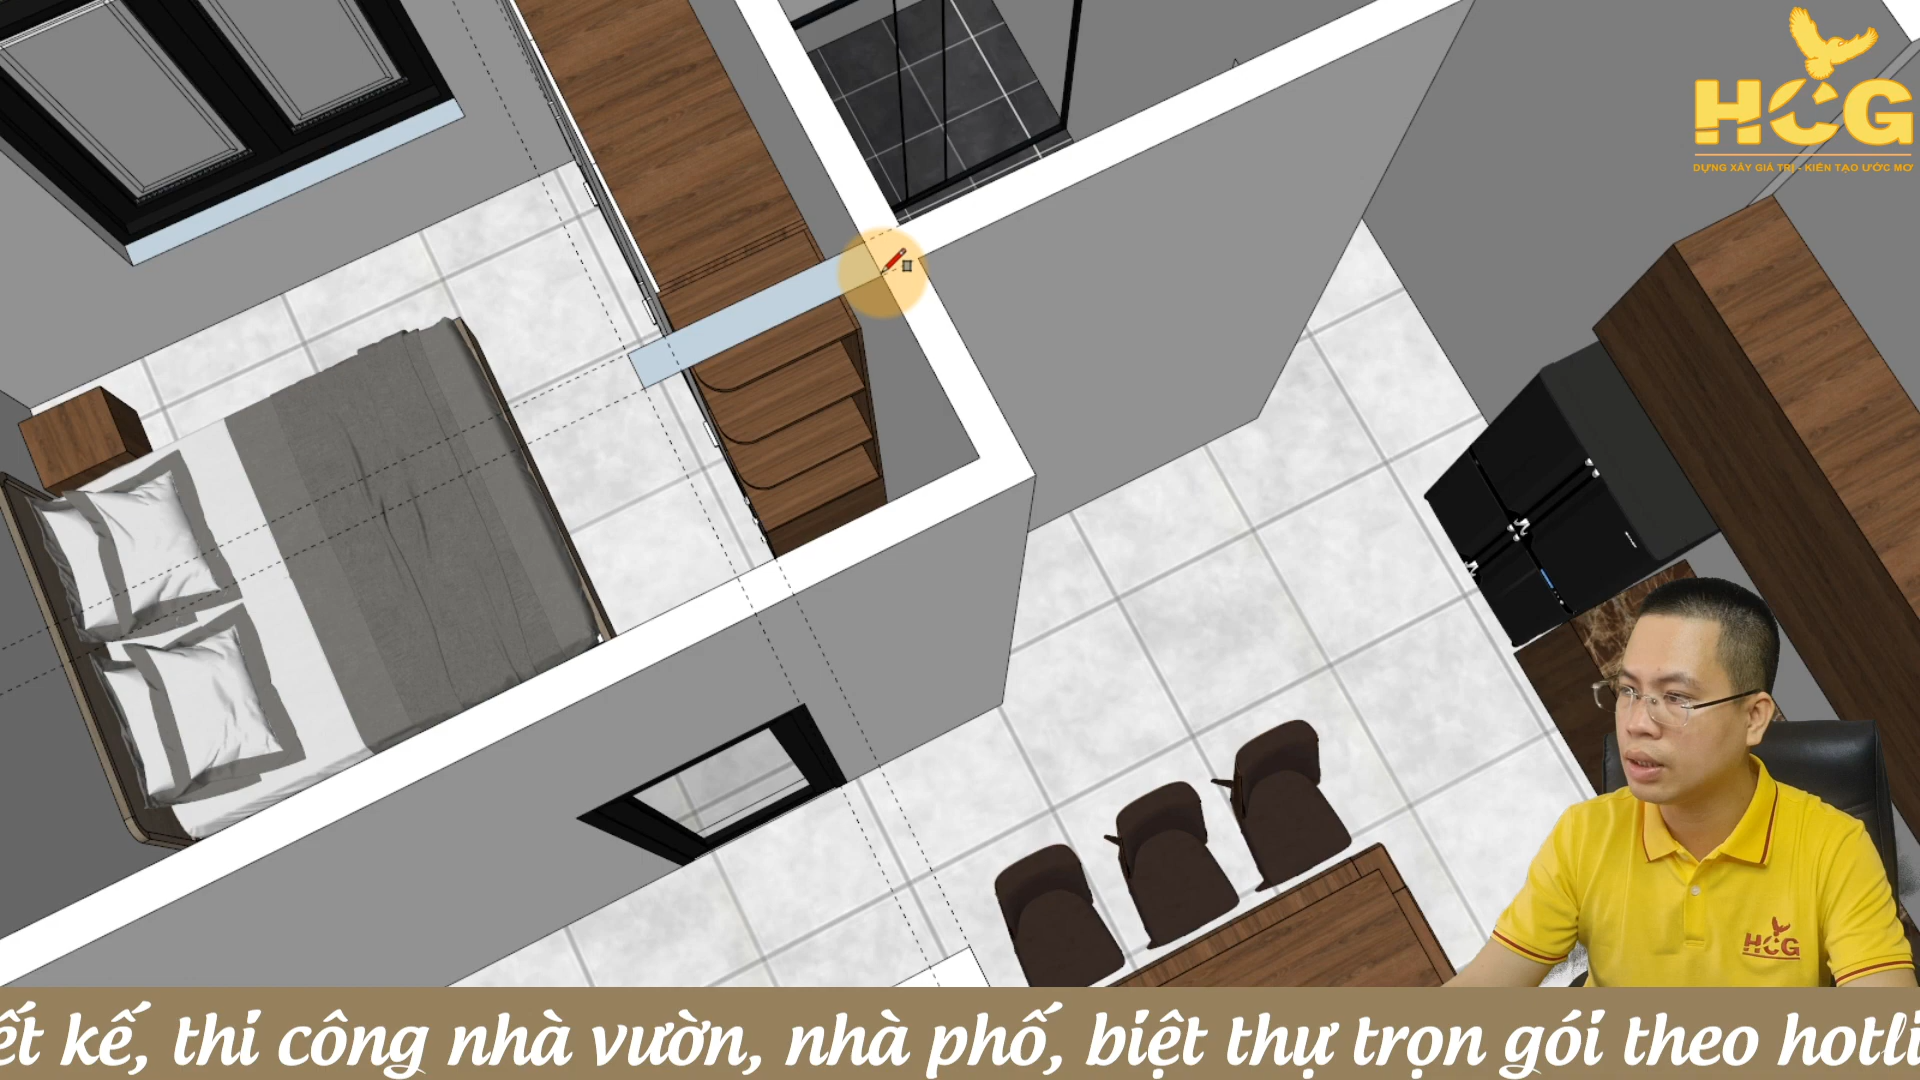 HCG
DỰNG XÂY GIÁ TRỊ - KIẾN TẠO ƯỚC MƠ
HCG
ết kế, thi công nhà vườn, nhà phố, biệt thự trọn gói theo hotli